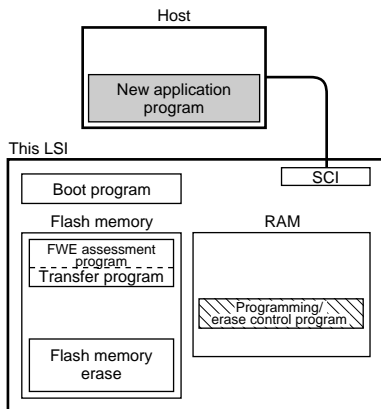 Host
New application
program
This LSI
SCI
Boot program
Flash memory
RAM
FWE assessment
program
Transfer program
Programming/
erase control program
Flash memory
erase